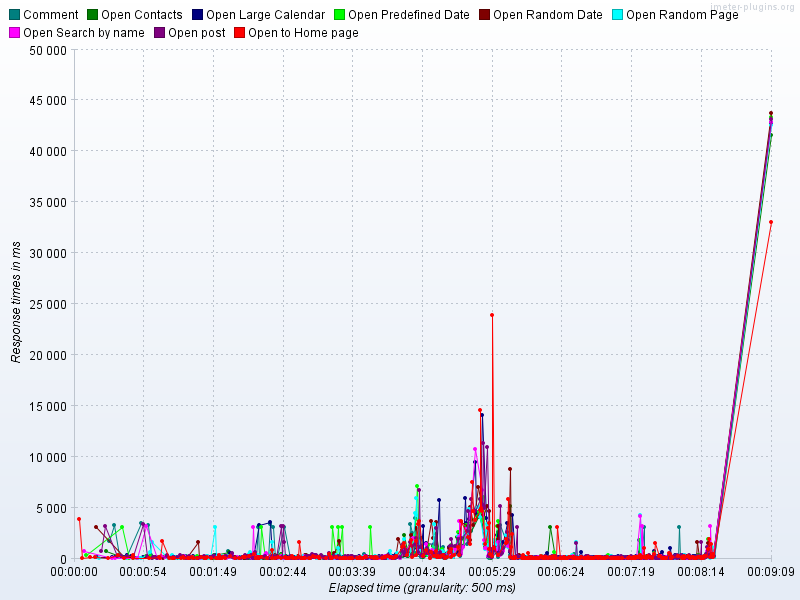 jmeter-plugins.org
Comment Open Contacts Open Large Calendar Open Predefined Date Open Random Date Open Random Page
Open Search by name Open post Open to Home page
50 000
45 000
40 000
35 000
30 000
25 000
20 000
15 000
10 000
5 000
0
Response times in ms
00:00:00 00:00:54 00:01:49 00:02:44 00:03:39 00:04:34 00:05:29 00:06:24 00:07:19 00:08:14 00:09:09
Elapsed time (granularity: 500 ms)